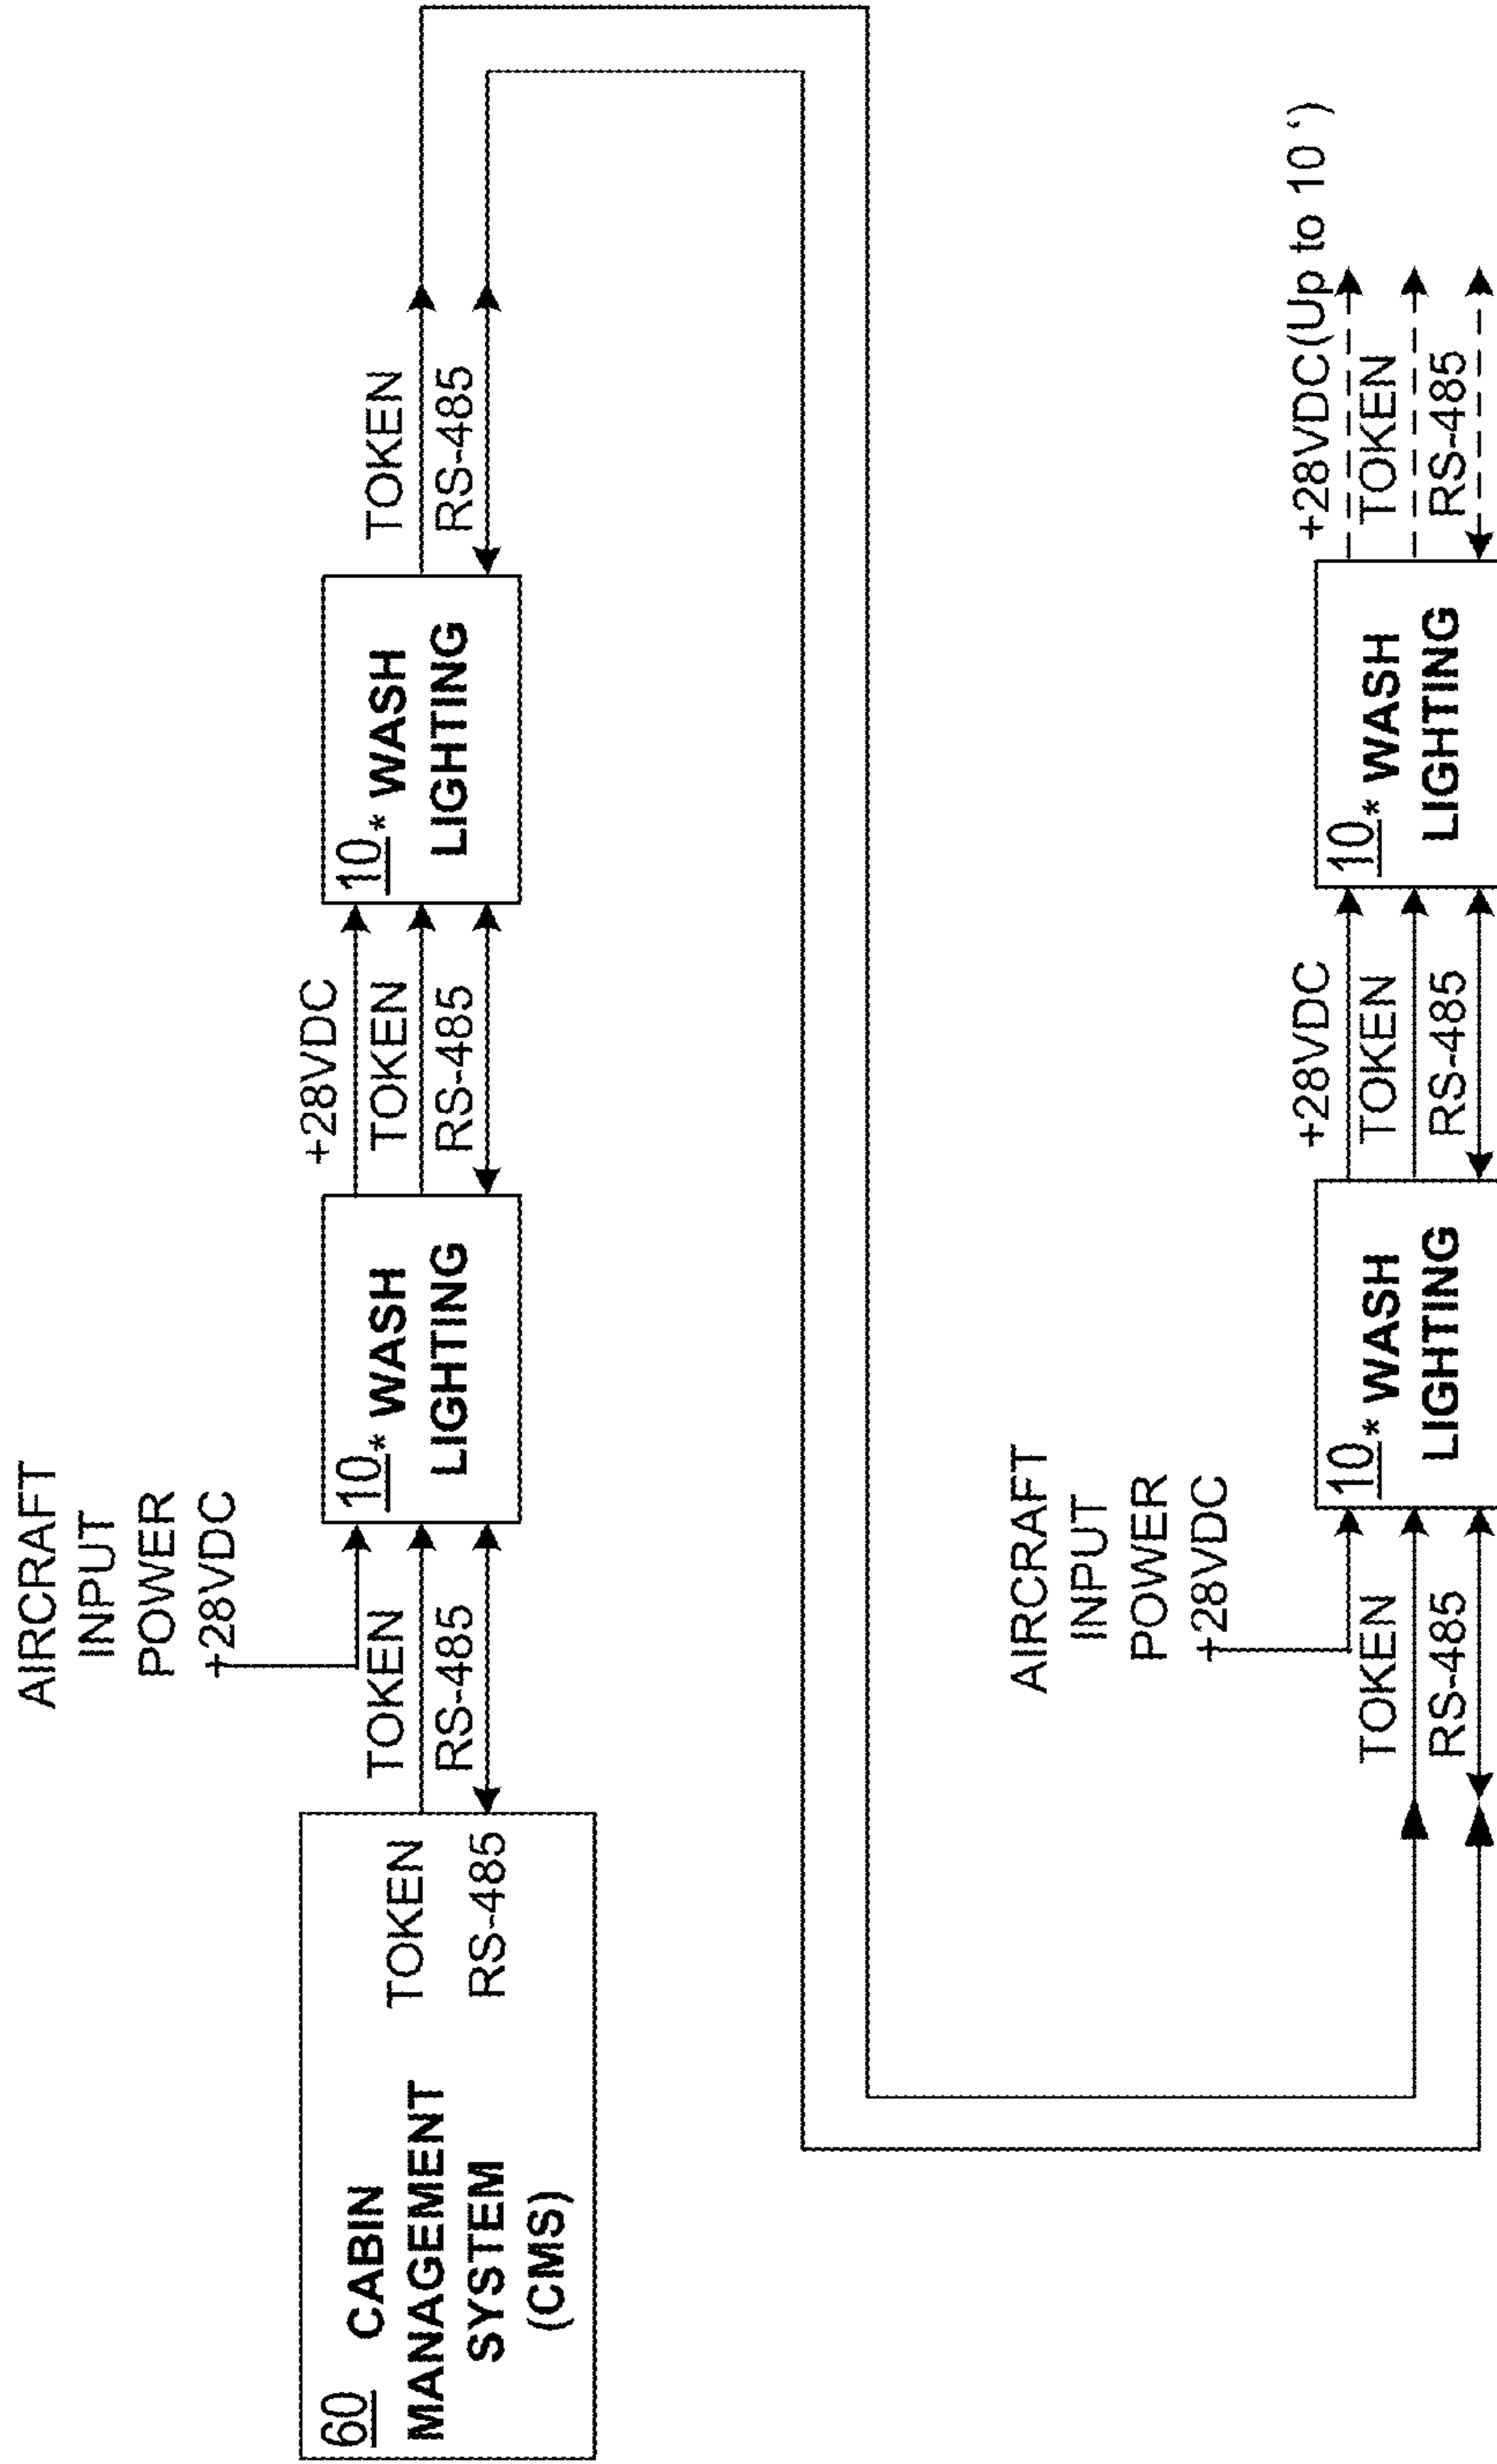 60 CABIN
MANAGEMENT
SYSTEM
(CMS)
TOKEN
RS-485
AIRCRAFT
INPUT
POWER
+28VDC
TOKEN
RS-485
10* WASH
LIGHTING
+28VDC
TOKEN
RS-485
10* WASH
LIGHTING
TOKEN
RS-485
AIRCRAFT
INPUT
POWER
+28VDC
TOKEN
RS-485
10* WASH
LIGHTING
+28VDC
TOKEN
RS-485
10* WASH
LIGHTING
+28VDC(Up to 10 ‘)
TOKEN
RS-485